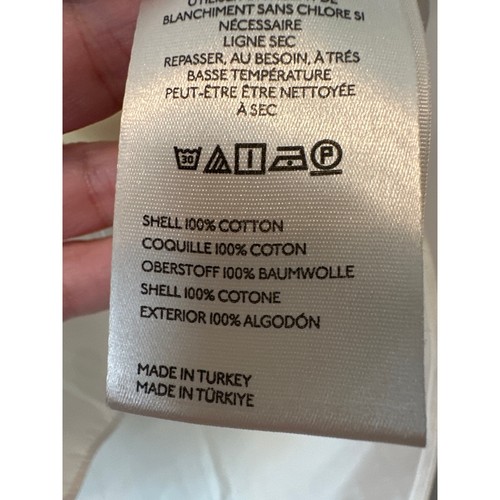 BLANCHIMENT SANS CHLORE SI
NÉCESSAIRE
LIGNE SEC
REPASSER, AU BESOIN, À TRÉS
BASSE TEMPÉRATURE
PEUT-ÊTRE ÊTRE NETTOYÉE
À SEC
30 P
SHELL 100% COTTON
COQUILLE 100% COTON
OBERSTOFF 100% BAUMWOLLE
SHELL 100% COTONE
EXTERIOR 100% ALGODÓN
MADE IN TURKEY
MADE IN TÜRKIYE